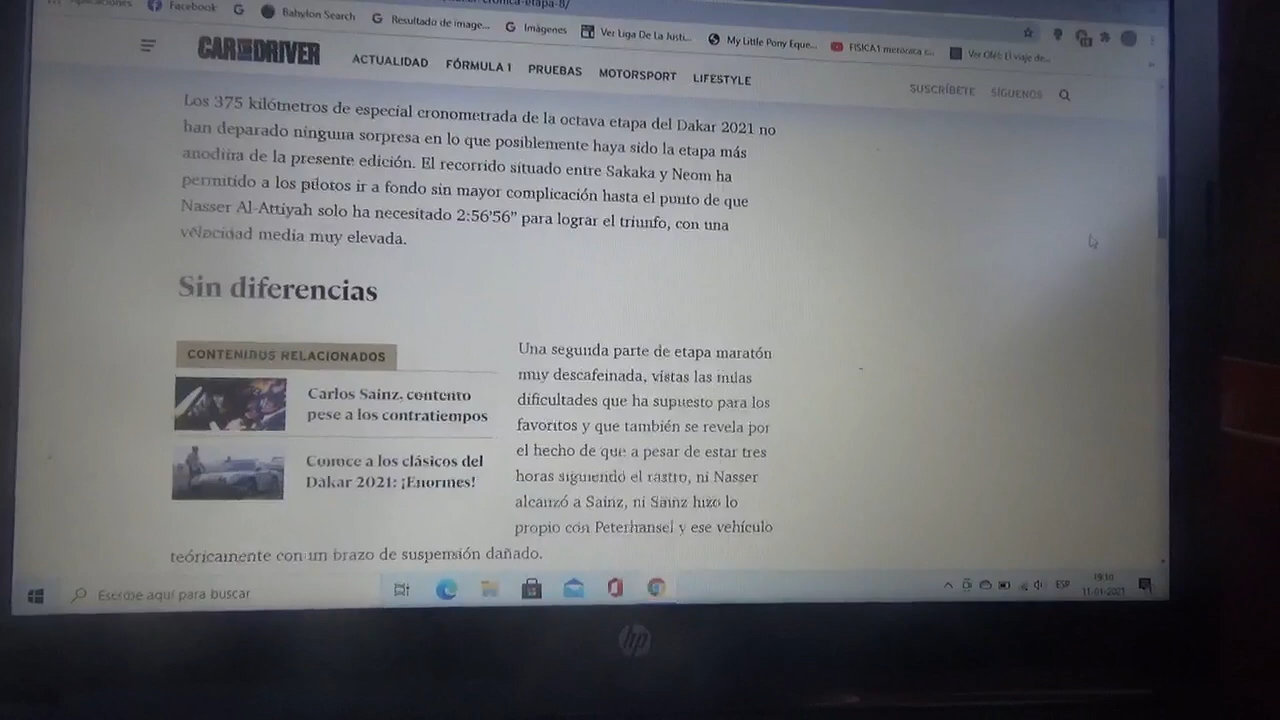 Facebook
G
Babylon Search
G Resultado de image...
G Imágenes
Ver Liga De La Justi...
My Little Pony Eque...
FISICA1 mecánica c...
CAR AND DRIVER
ACTUALIDAD FÓRMULA 1 PRUEBAS MOTORSPORT LIFESTYLE
SUSCRÍBETE SÍGUENOS
Los 375 kilómetros de especial cronometrada de la octava etapa del Dakar 2021 no
han deparado ninguna sorpresa en lo que posiblemente haya sido la etapa más
anodina de la presente edición. El recorrido situado entre Sakaka y Neom ha
permitido a los pilotos ir a fondo sin mayor complicación hasta el punto de que
Nasser Al-Attiyah solo ha necesitado 2:56'56” para lograr el triunfo, con una
velocidad media muy elevada.
Sin diferencias
CONTENIDOS RELACIONADOS
Carlos Sainz, contento
pese a los contratiempos
Conoce a los clásicos del
Dakar 2021: ¡Enormes!
Una segunda parte de etapa maratón
muy descafeinada, vistas las nulas
dificultades que ha supuesto para los
favoritos y que también se revela por
el hecho de que a pesar de estar tres
horas siguiendo el rastro, ni Nasser
alcanzó a Sainz, ni Sainz hizo lo
propio con Peterhansel y ese vehículo
teóricamente con un brazo de suspensión dañado.
Escribe aquí para buscar
ESP
19:10
11-01-2021
hp